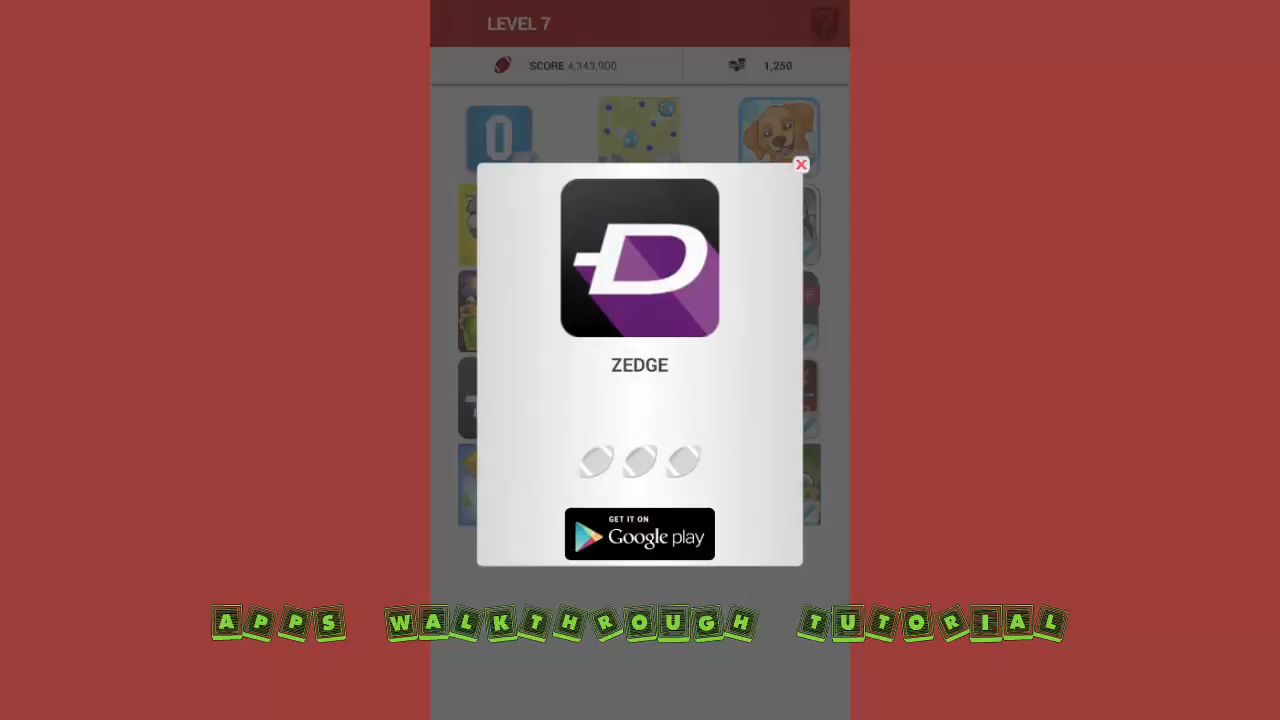 LEVEL 7
SCORE 4,343,900
1,250
O
D
ZEDGE
GET IT ON
Google play
APPS WALKTHROUGH TUTORIAL